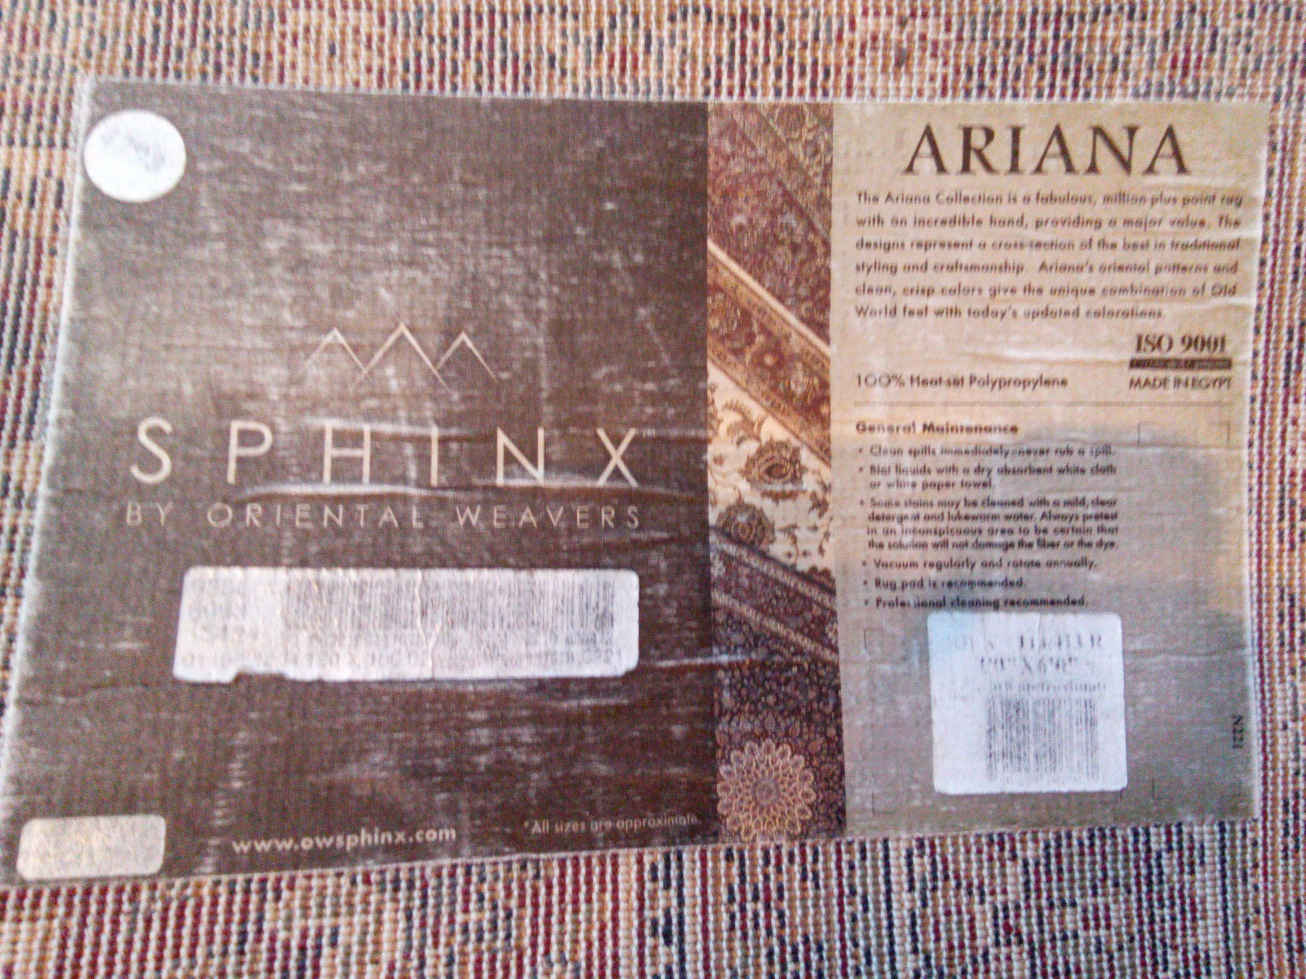 SPHINX
BY ORIENTAL WEAVERS
www.owsphinx.com
*All sizes are approximate.
ARIANA
The Ariana Collection is a fabulous, million-plus point rug
with an incredible hand, providing a major value. The
designs represent a cross-section of the best in traditional
styling and craftsmanship. Ariana's oriental patterns and
clean, crisp colors give the unique combination of Old
World feel with today's updated colorations.
ISO 9001
100% Heat-set Polypropylene
MADE IN EGYPT
General Maintenance
• Clean spills immediately-never rub a spill.
• Blot liquids with a dry absorbent white cloth
or white paper towel.
• Some stains may be cleaned with a mild, clear
detergent and lukewarm water. Always pretest
in an inconspicuous area to be certain that
the solution will not damage the fiber or the dye.
• Vacuum regularly and rotate annually.
• Rug pad is recommended.
• Professional cleaning recommended.
N221